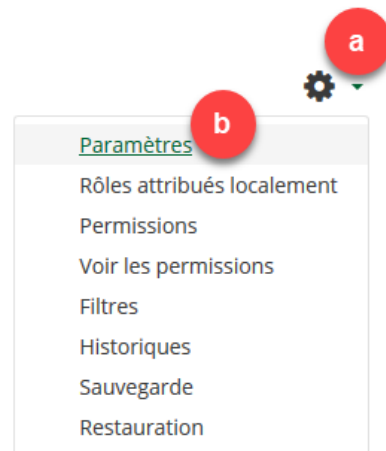 a
b
Paramètres
Rôles attribués localement
Permissions
Voir les permissions
Filtres
Historiques
Sauvegarde
Restauration